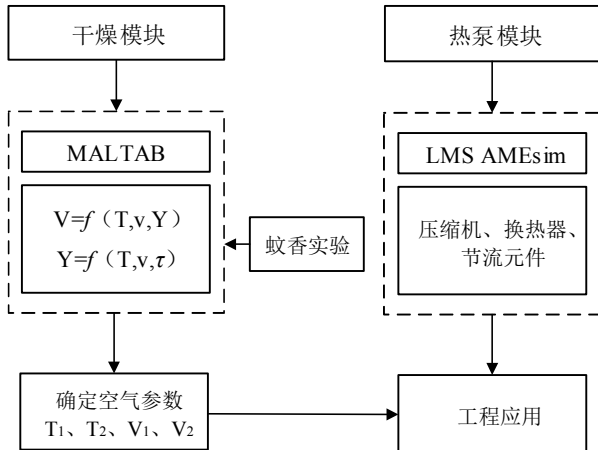 干燥模块
热泵模块
MALTAB
V=f（T,v,Y）
Y=f（T,v,τ）
蚊香实验
LMS AMEsim
压缩机、换热器、
节流元件
确定空气参数
T₁、T₂、V₁、V₂
工程应用